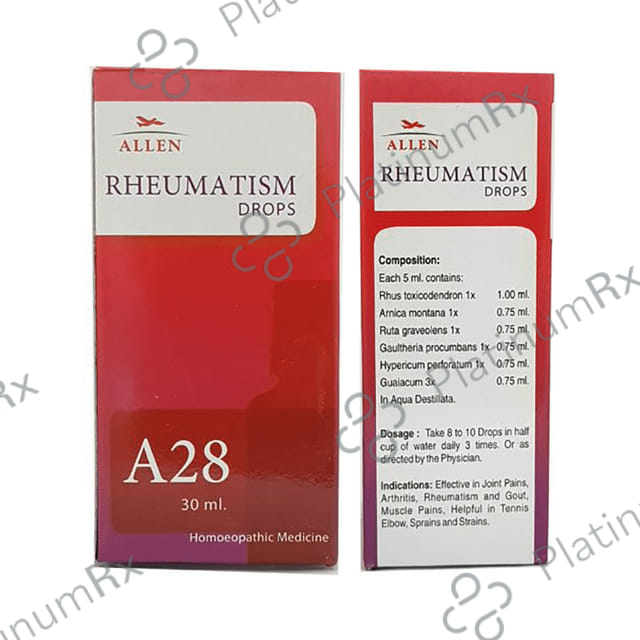 ALLEN
RHEUMATISM
DROPS
A28
30 ml.
Homoeopathic Medicine
ALLEN
RHEUMATISM
DROPS
Composition:
Each 5 ml. contains:
Rhus toxicodendron 1x 1.00 ml.
Arnica montana 1x 0.75 ml.
Ruta graveolens 1x 0.75 ml.
Gaultheria procumbans 1x 0.75 ml.
Hypericum perforatum 1x 0.75 ml.
Guaiacum 3x 0.75 ml.
In Aqua Destillata.
Dosage : Take 8 to 10 Drops in half
cup of water daily 3 times. Or as
directed by the Physician.
Indications: Effective in Joint Pains,
Arthritis, Rheumatism and Gout,
Muscle Pains, Helpful in Tennis
Elbow, Sprains and Strains.
PlatinumRx
PlatinumRx
PlatinumRx
PlatinumRx